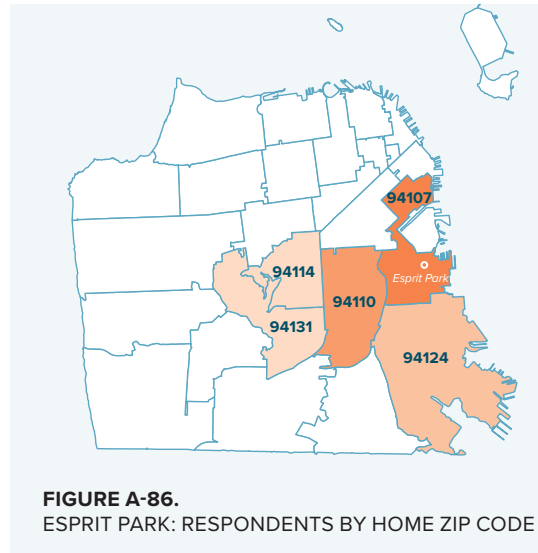 94107
94114
Esprit Park
94110
94131
94124
FIGURE A-86.
ESPRIT PARK: RESPONDENTS BY HOME ZIP CODE